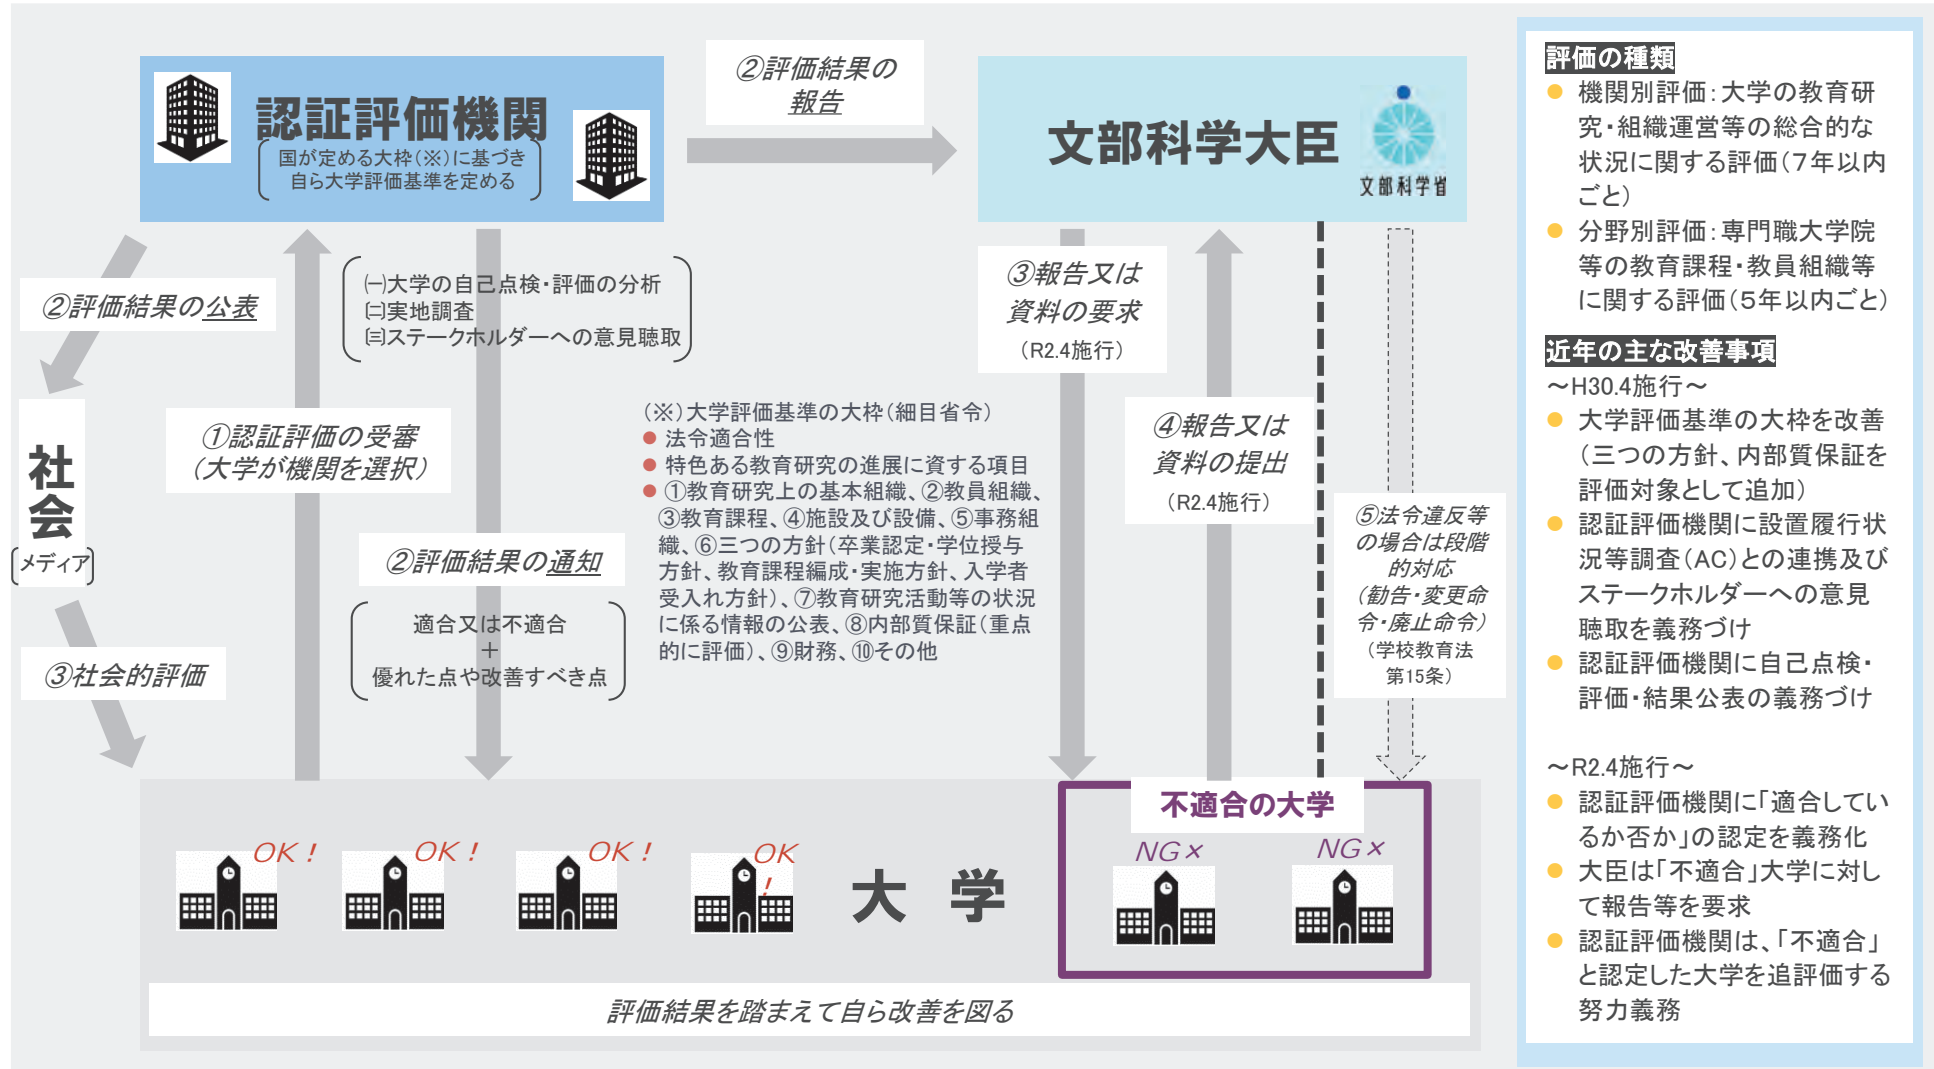 認証評価機関
国が定める大枠(※)に基づき
自ら大学評価基準を定める
②評価結果の
報告
文部科学大臣
文部科学省
②評価結果の公表
㈠大学の自己点検・評価の分析
㈡実地調査
㈢ステークホルダーへの意見聴取
③報告又は
資料の要求
(R2.4施行)
社会
[メディア]
①認証評価の受審
(大学が機関を選択)
②評価結果の通知
適合又は不適合
+
優れた点や改善すべき点
(※)大学評価基準の大枠(細目省令)
● 法令適合性
● 特色ある教育研究の進展に資する項目
● ①教育研究上の基本組織、②教員組織、
③教育課程、④施設及び設備、⑤事務組
織、⑥三つの方針(卒業認定・学位授与
方針、教育課程編成・実施方針、入学者
受入れ方針)、⑦教育研究活動等の状況
に係る情報の公表、⑧内部質保証(重点
的に評価)、⑨財務、⑩その他
④報告又は
資料の提出
(R2.4施行)
⑤法令違反等
の場合は段階
的対応
(勧告・変更命
令・廃止命令)
(学校教育法
第15条)
③社会的評価
不適合の大学
OK!
OK!
OK!
OK
!
大 学
NG×
NG×
評価結果を踏まえて自ら改善を図る
評価の種類
● 機関別評価:大学の教育研
究・組織運営等の総合的な
状況に関する評価(7年以内
ごと)
● 分野別評価:専門職大学院
等の教育課程・教員組織等
に関する評価(5年以内ごと)
近年の主な改善事項
~H30.4施行~
● 大学評価基準の大枠を改善
(三つの方針、内部質保証を
評価対象として追加)
● 認証評価機関に設置履行状
況等調査(AC)との連携及び
ステークホルダーへの意見
聴取を義務づけ
● 認証評価機関に自己点検・
評価・結果公表の義務づけ
~R2.4施行~
● 認証評価機関に「適合してい
るか否か」の認定を義務化
● 大臣は「不適合」大学に対し
て報告等を要求
● 認証評価機関は、「不適合」
と認定した大学を追評価する
努力義務